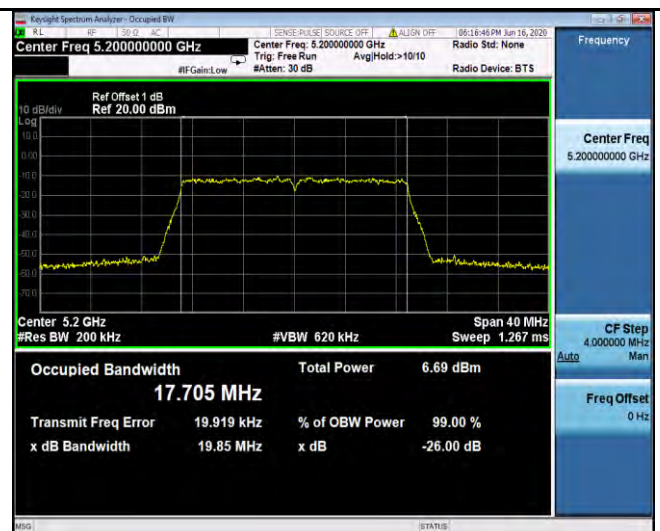 Keysight Spectrum Analyzer - Occupied BW
RL RF 50 Ω AC SENSE:PULSE SOURCE OFF ALIGN OFF 06:16:46 PM Jun 16, 2020
Center Freq 5.200000000 GHz
Center Freq: 5.200000000 GHz Radio Std: None
Trig: Free Run Avg|Hold:>10/10
#IFGain:Low #Atten: 30 dB Radio Device: BTS
Frequency
Ref Offset 1 dB
10 dB/div Ref 20.00 dBm
Log
10.0
0.00
-10.0
-20.0
-30.0
-40.0
-50.0
-60.0
-70.0
Center Freq
5.200000000 GHz
Center 5.2 GHz Span 40 MHz
#Res BW 200 kHz #VBW 620 kHz Sweep 1.267 ms
CF Step
4.000000 MHz
Auto Man
Occupied Bandwidth Total Power 6.69 dBm
17.705 MHz
Transmit Freq Error 19.919 kHz % of OBW Power 99.00 %
x dB Bandwidth 19.85 MHz x dB -26.00 dB
Freq Offset
0 Hz
MSG STATUS